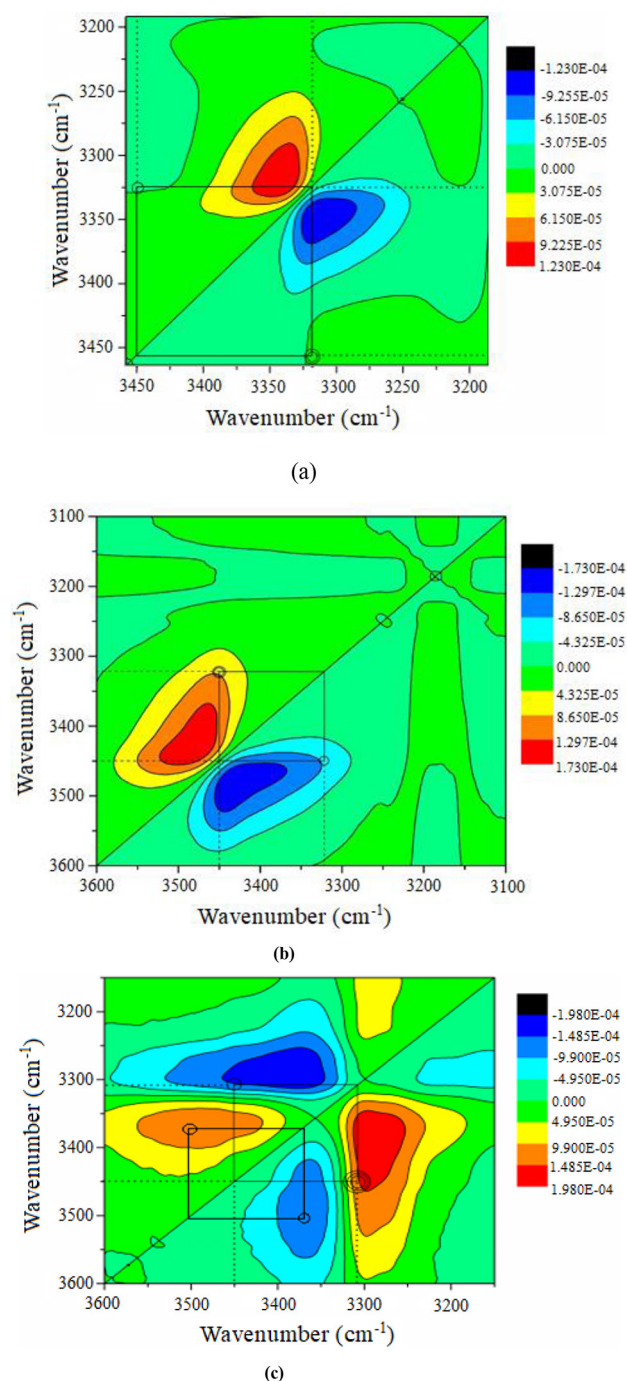 3200
3250
3300
3350
3400
3450
Wavenumber (cm-1)
3450 3400 3350 3300 3250 3200
Wavenumber (cm-1)
-1.230E-04
-9.255E-05
-6.150E-05
-3.075E-05
0.000
3.075E-05
6.150E-05
9.225E-05
1.230E-04
(a)
3100
3200
3300
3400
3500
3600
Wavenumber (cm-1)
3600 3500 3400 3300 3200 3100
Wavenumber (cm-1)
-1.730E-04
-1.297E-04
-8.650E-05
-4.325E-05
0.000
4.325E-05
8.650E-05
1.297E-04
1.730E-04
(b)
3200
3300
3400
3500
3600
Wavenumber (cm-1)
3600 3500 3400 3300 3200
Wavenumber (cm-1)
-1.980E-04
-1.485E-04
-9.900E-05
-4.950E-05
0.000
4.950E-05
9.900E-05
1.485E-04
1.980E-04
(c)